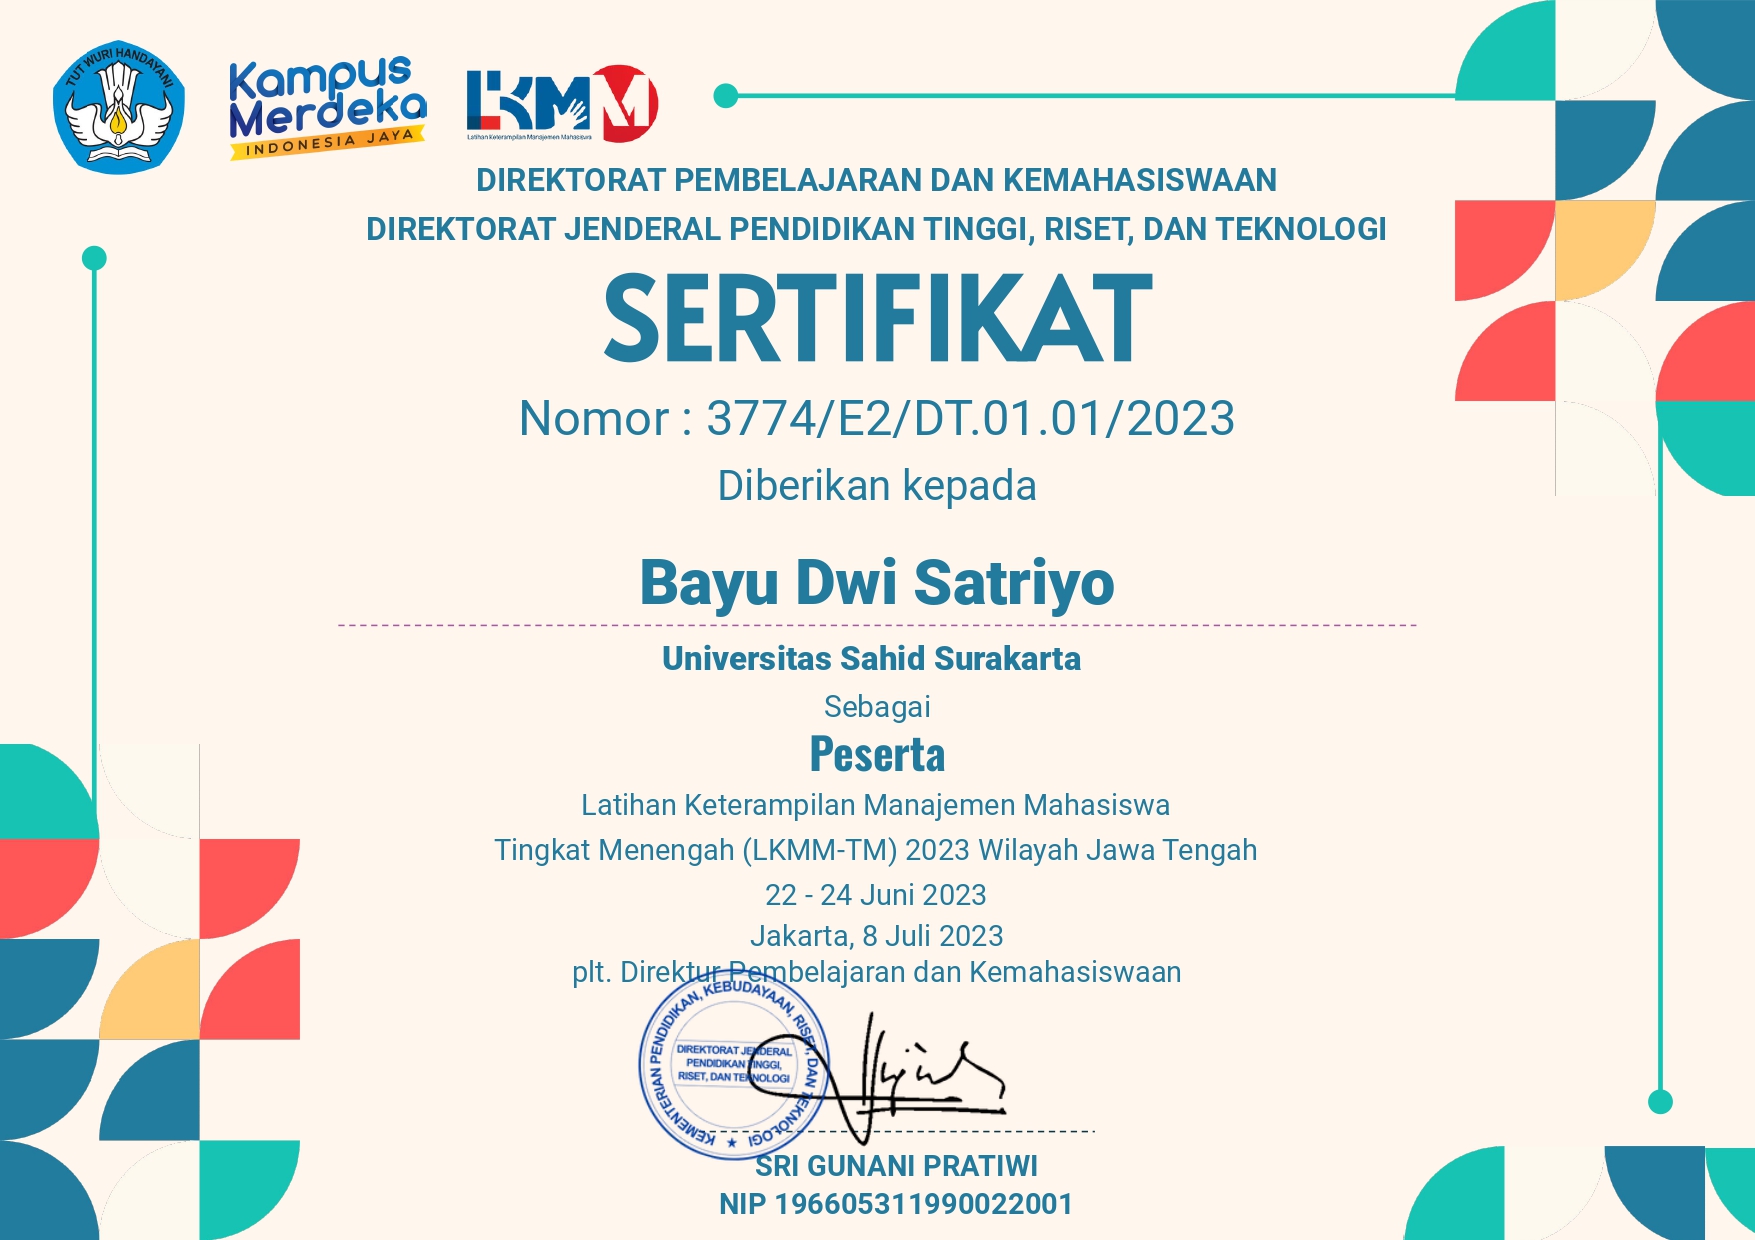 TUT WURI HANDAYANI
Kampus
Merdeka
INDONESIA JAYA
LKMM
Latihan Keterampilan Manajemen Mahasiswa
DIREKTORAT PEMBELAJARAN DAN KEMAHASISWAAN
DIREKTORAT JENDERAL PENDIDIKAN TINGGI, RISET, DAN TEKNOLOGI
SERTIFIKAT
Nomor : 3774/E2/DT.01.01/2023
Diberikan kepada
Bayu Dwi Satriyo
Universitas Sahid Surakarta
Sebagai
Peserta
Latihan Keterampilan Manajemen Mahasiswa
Tingkat Menengah (LKMM-TM) 2023 Wilayah Jawa Tengah
22 - 24 Juni 2023
Jakarta, 8 Juli 2023
plt. Direktur Pembelajaran dan Kemahasiswaan
KEMENTERIAN PENDIDIKAN, KEBUDAYAAN, RISET, DAN TEKNOLOGI
DIREKTORAT JENDERAL
PENDIDIKAN TINGGI,
RISET, DAN TEKNOLOGI
SRI GUNANI PRATIWI
NIP 196605311990022001